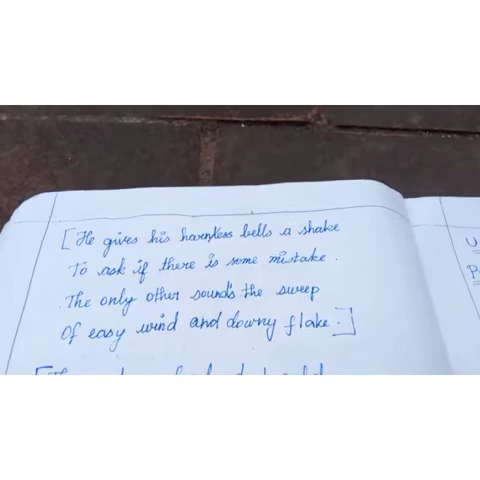 [He gives his harnless bells a shake
To ask if there is some mistake.
The only other sound's the sweep
Of easy wind and downy flake.]